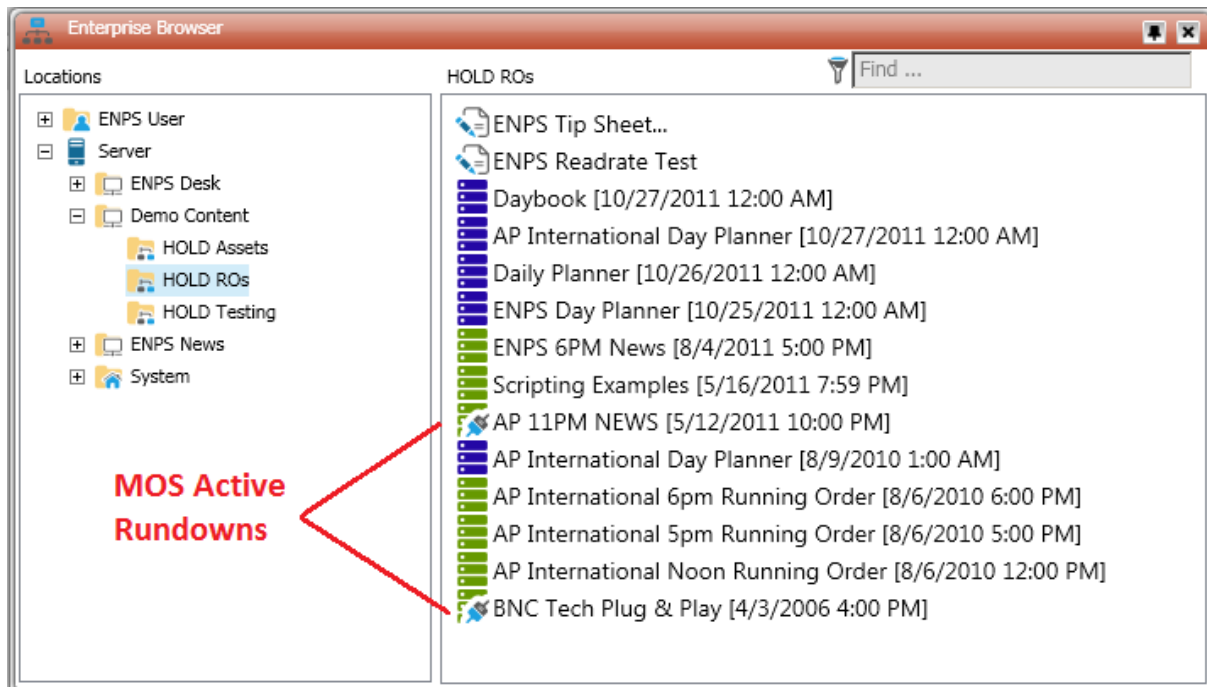 Enterprise Browser
Locations
HOLD ROs
Find ...
ENPS User
Server
ENPS Desk
Demo Content
HOLD Assets
HOLD ROs
HOLD Testing
ENPS News
System
MOS Active
Rundowns
ENPS Tip Sheet...
ENPS Readrate Test
Daybook [10/27/2011 12:00 AM]
AP International Day Planner [10/27/2011 12:00 AM]
Daily Planner [10/26/2011 12:00 AM]
ENPS Day Planner [10/25/2011 12:00 AM]
ENPS 6PM News [8/4/2011 5:00 PM]
Scripting Examples [5/16/2011 7:59 PM]
AP 11PM NEWS [5/12/2011 10:00 PM]
AP International Day Planner [8/9/2010 1:00 AM]
AP International 6pm Running Order [8/6/2010 6:00 PM]
AP International 5pm Running Order [8/6/2010 5:00 PM]
AP International Noon Running Order [8/6/2010 12:00 PM]
BNC Tech Plug & Play [4/3/2006 4:00 PM]